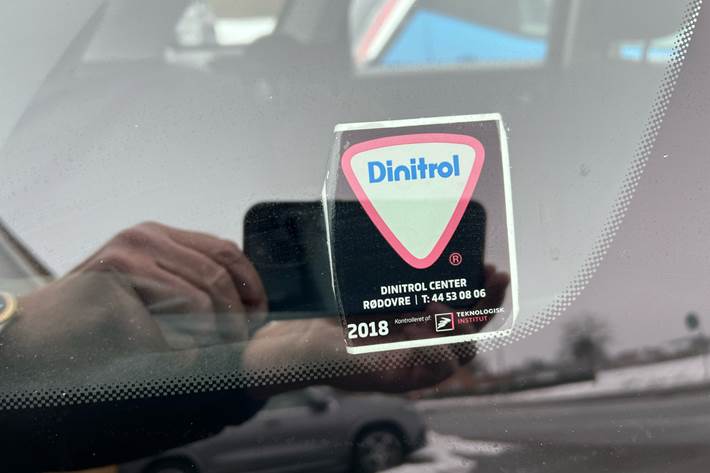 Dinitrol
®
DINITROL CENTER
RØDOVRE | T: 44 53 08 06
2018 Kontrolleret af: TEKNOLOGISK
INSTITUT